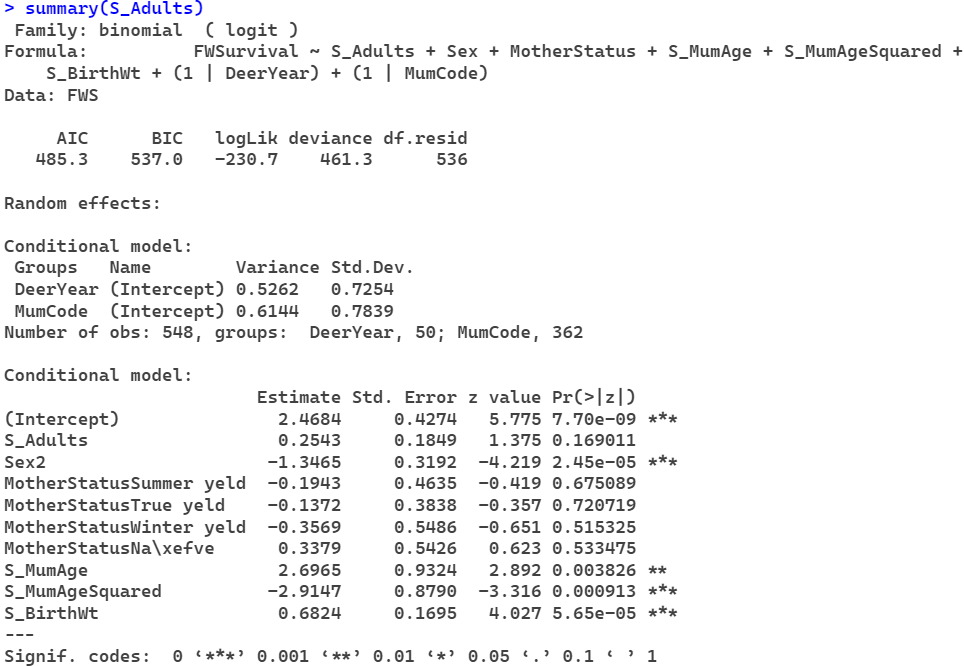 > summary(S_Adults)
 Family: binomial  ( logit )
Formula:          FWSurvival ~ S_Adults + Sex + MotherStatus + S_MumAge + S_MumAgeSquared +
    S_BirthWt + (1 | DeerYear) + (1 | MumCode)
Data: FWS

     AIC      BIC   logLik deviance df.resid
   485.3    537.0   −230.7    461.3      536

Random effects:

Conditional model:
 Groups   Name        Variance Std.Dev.
 DeerYear (Intercept) 0.5262   0.7254
 MumCode  (Intercept) 0.6144   0.7839
Number of obs: 548, groups:  DeerYear, 50; MumCode, 362

Conditional model:
                        Estimate Std. Error z value Pr(>|z|)
(Intercept)               2.4684     0.4274   5.775 7.70e−09 ***
S_Adults                  0.2543     0.1849   1.375 0.169011
Sex2                     −1.3465     0.3192  −4.219 2.45e−05 ***
MotherStatusSummer yeld  −0.1943     0.4635  −0.419 0.675089
MotherStatusTrue yeld    −0.1372     0.3838  −0.357 0.720719
MotherStatusWinter yeld  −0.3569     0.5486  −0.651 0.515325
MotherStatusNa\xefve      0.3379     0.5426   0.623 0.533475
S_MumAge                  2.6965     0.9324   2.892 0.003826 **
S_MumAgeSquared          −2.9147     0.8790  −3.316 0.000913 ***
S_BirthWt                 0.6824     0.1695   4.027 5.65e−05 ***
---
Signif. codes:  0 ‘***’ 0.001 ‘**’ 0.01 ‘*’ 0.05 ‘.’ 0.1 ‘ ’ 1